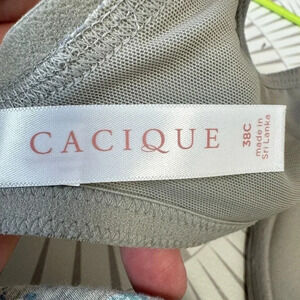 CACIQUE
38C
made in
Sri Lanka